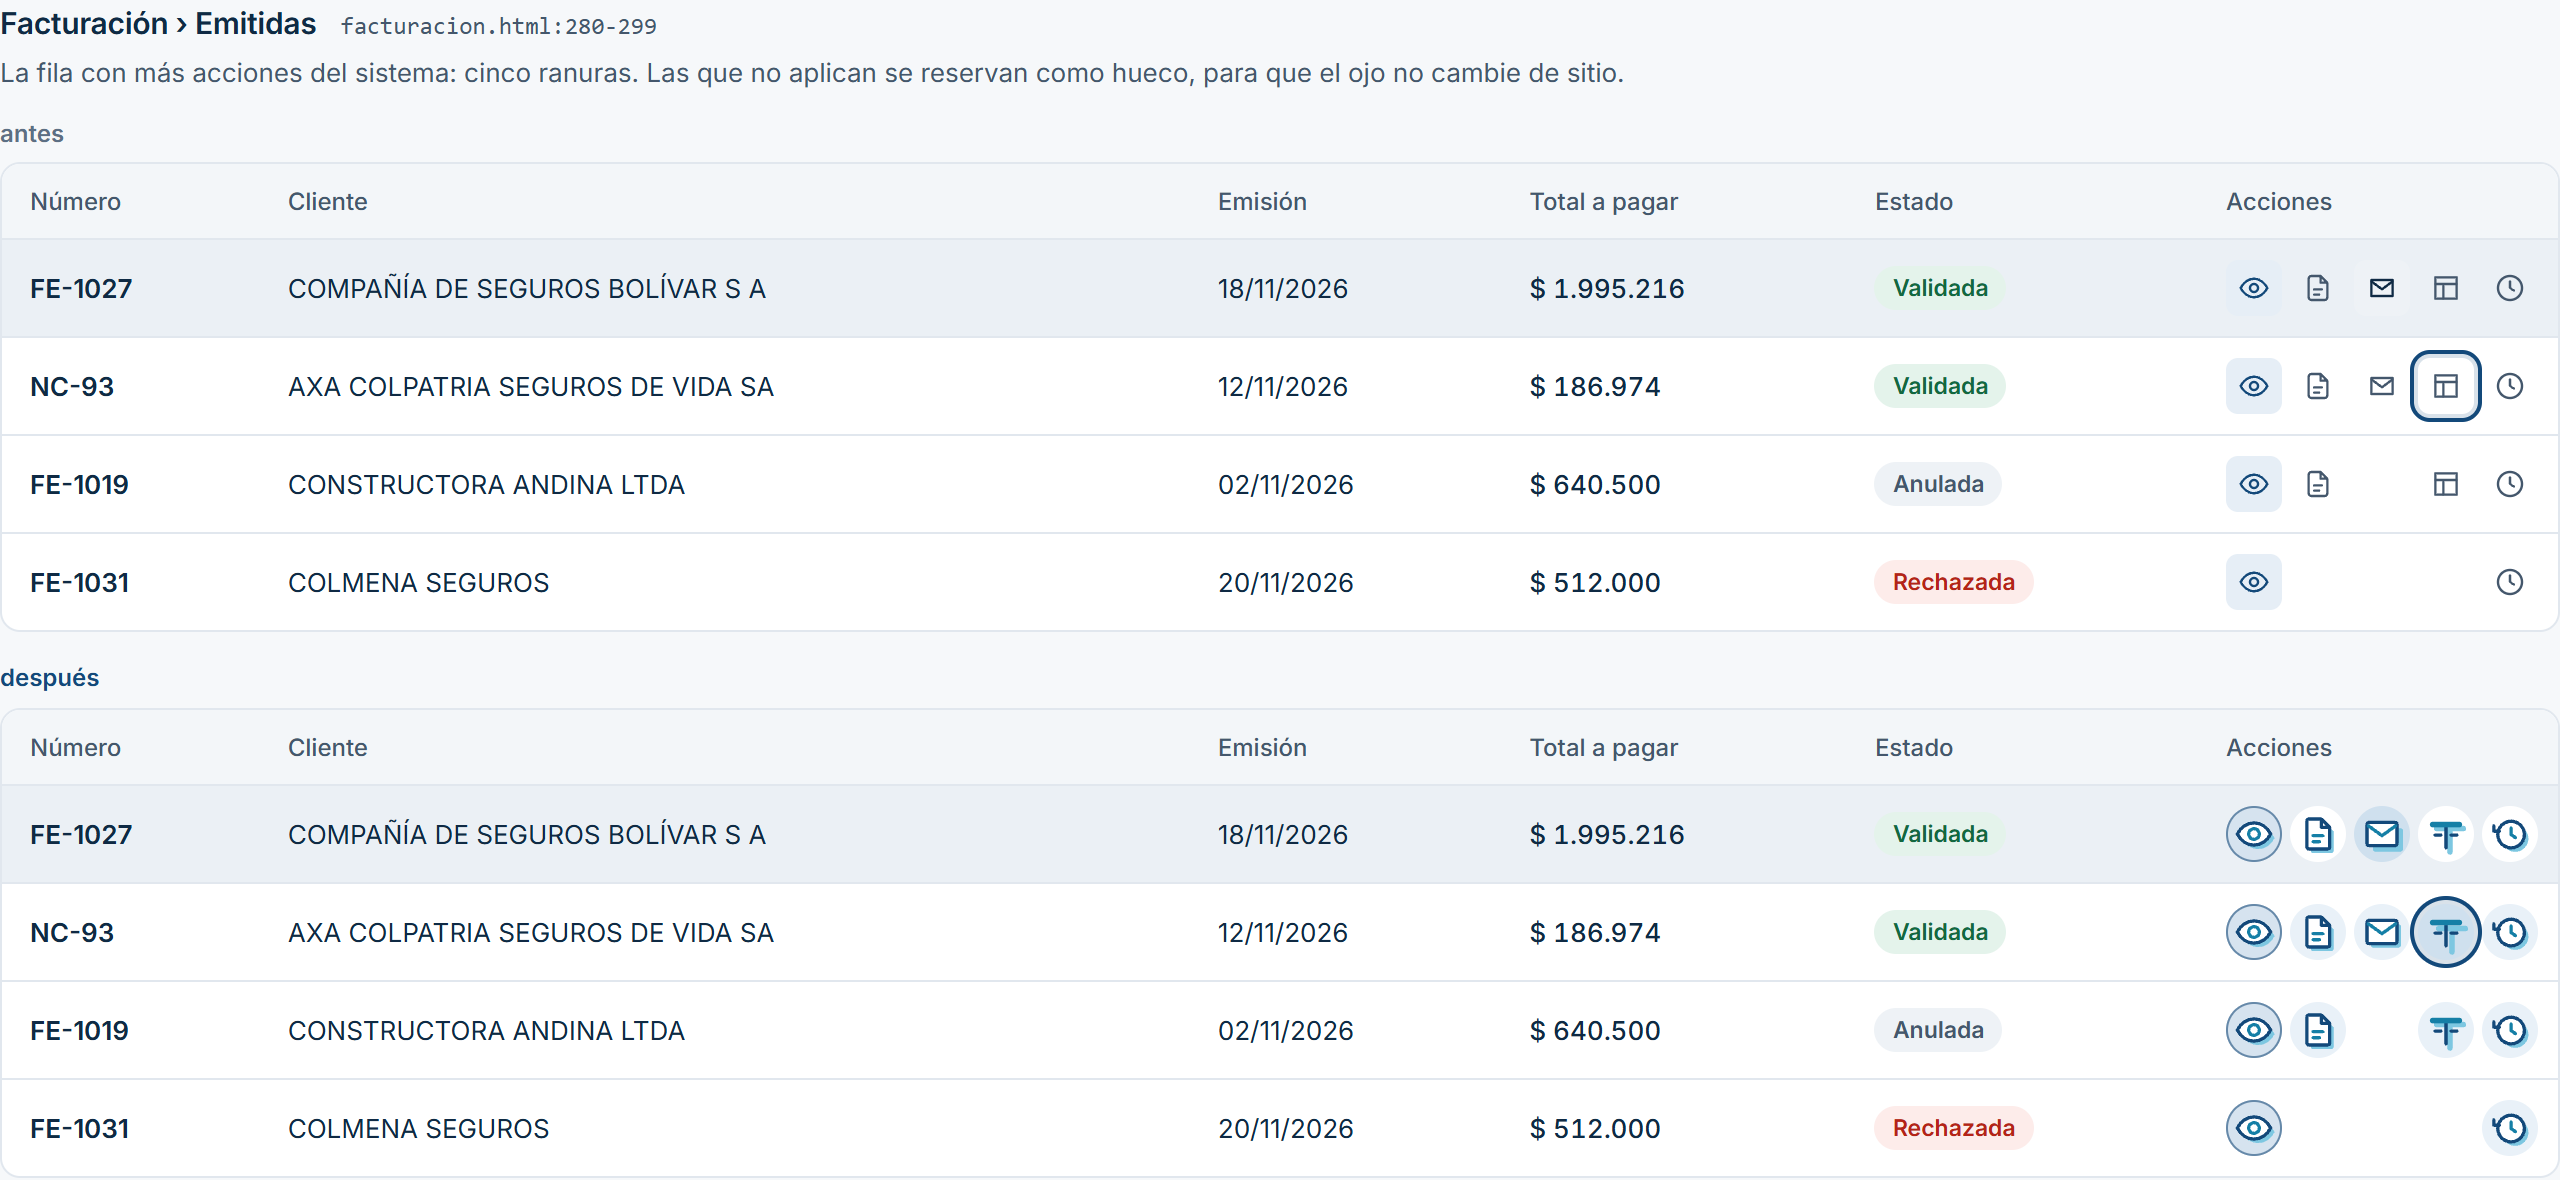 Facturación › Emitidas facturacion.html:280-299
La fila con más acciones del sistema: cinco ranuras. Las que no aplican se reservan como hueco, para que el ojo no cambie de sitio.
antes
Número Cliente Emisión Total a pagar Estado Acciones
FE-1027 COMPAÑÍA DE SEGUROS BOLÍVAR S A 18/11/2026 $ 1.995.216 Validada
NC-93 AXA COLPATRIA SEGUROS DE VIDA SA 12/11/2026 $ 186.974 Validada
FE-1019 CONSTRUCTORA ANDINA LTDA 02/11/2026 $ 640.500 Anulada
FE-1031 COLMENA SEGUROS 20/11/2026 $ 512.000 Rechazada
después
Número Cliente Emisión Total a pagar Estado Acciones
FE-1027 COMPAÑÍA DE SEGUROS BOLÍVAR S A 18/11/2026 $ 1.995.216 Validada
NC-93 AXA COLPATRIA SEGUROS DE VIDA SA 12/11/2026 $ 186.974 Validada
FE-1019 CONSTRUCTORA ANDINA LTDA 02/11/2026 $ 640.500 Anulada
FE-1031 COLMENA SEGUROS 20/11/2026 $ 512.000 Rechazada